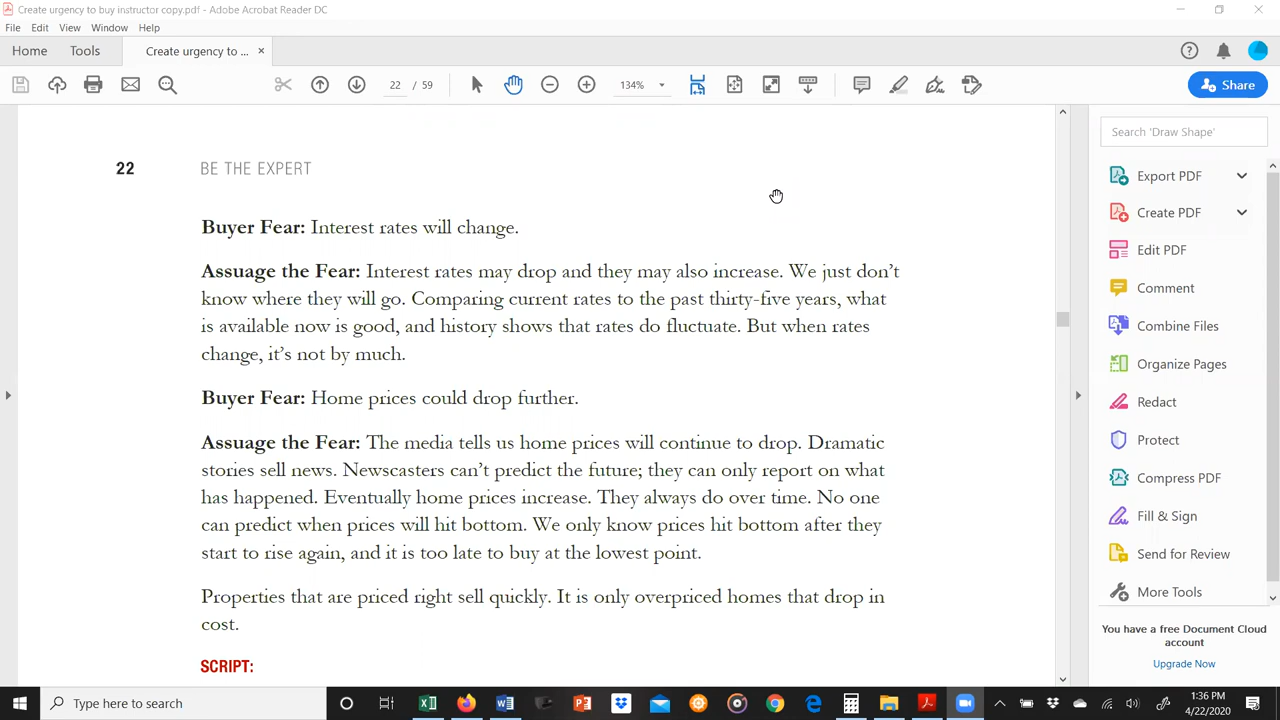 Create urgency to buy instructor copy.pdf - Adobe Acrobat Reader DC
File Edit View Window Help
Home Tools Create urgency to ... ×
22 / 59 134% Share
22 BE THE EXPERT
Buyer Fear: Interest rates will change.
Assuage the Fear: Interest rates may drop and they may also increase. We just don't
know where they will go. Comparing current rates to the past thirty-five years, what
is available now is good, and history shows that rates do fluctuate. But when rates
change, it's not by much.
Buyer Fear: Home prices could drop further.
Assuage the Fear: The media tells us home prices will continue to drop. Dramatic
stories sell news. Newscasters can't predict the future; they can only report on what
has happened. Eventually home prices increase. They always do over time. No one
can predict when prices will hit bottom. We only know prices hit bottom after they
start to rise again, and it is too late to buy at the lowest point.
Properties that are priced right sell quickly. It is only overpriced homes that drop in
cost.
SCRIPT:
Search 'Draw Shape'
Export PDF
Create PDF
Edit PDF
Comment
Combine Files
Organize Pages
Redact
Protect
Compress PDF
Fill & Sign
Send for Review
More Tools
You have a free Document Cloud
account
Upgrade Now
Type here to search
1:36 PM
4/22/2020